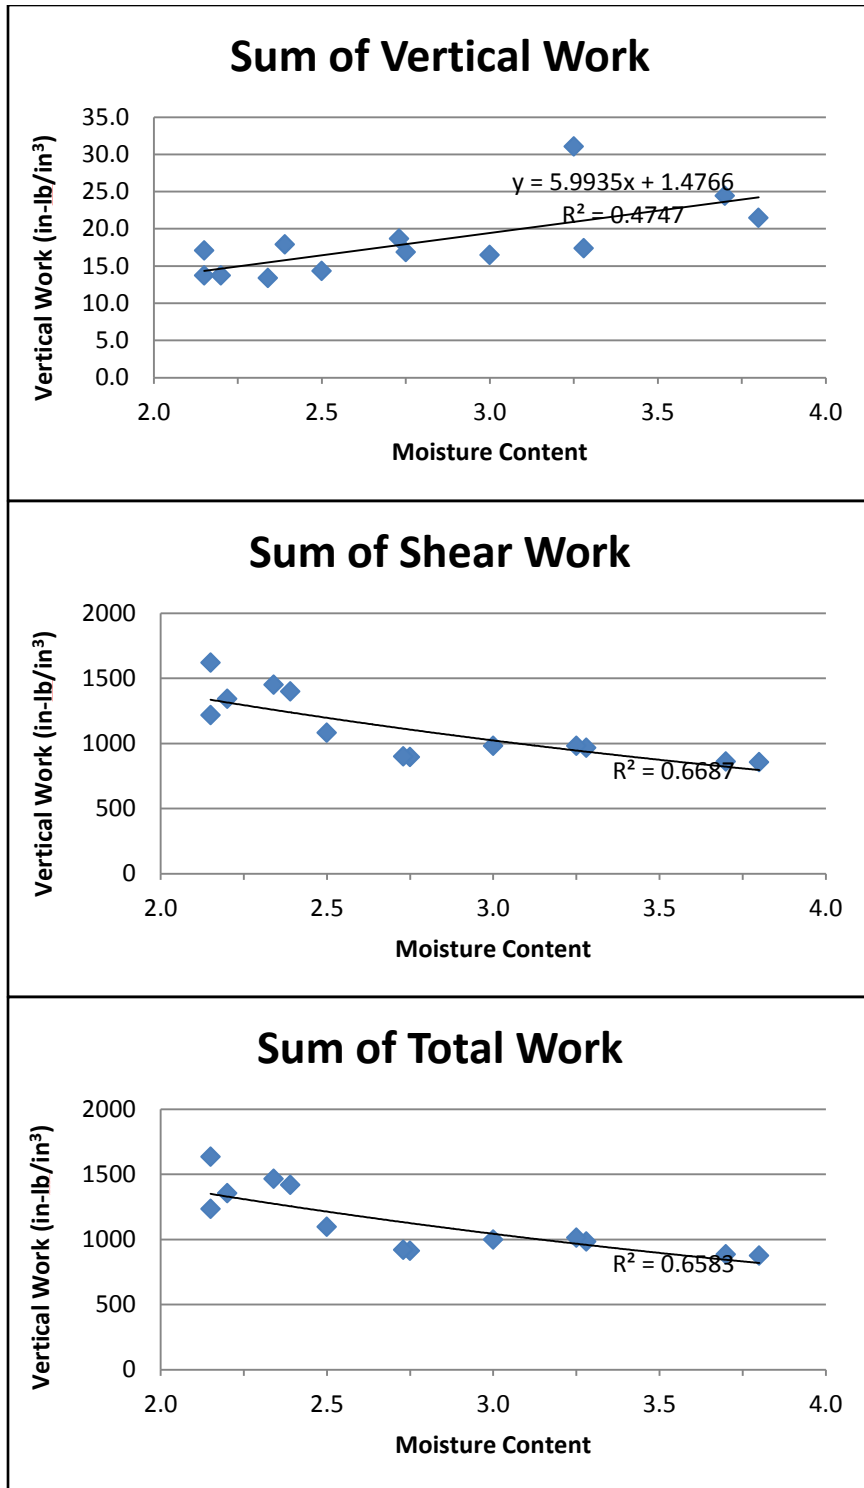 Sum of Vertical Work
Vertical Work (in-lb/in³)
35.0
30.0
25.0
20.0
15.0
10.0
5.0
0.0
y = 5.9935x + 1.4766
R² = 0.4747
2.0 2.5 3.0 3.5 4.0
Moisture Content
Sum of Shear Work
Vertical Work (in-lb/in³)
2000
1500
1000
500
0
R² = 0.6687
2.0 2.5 3.0 3.5 4.0
Moisture Content
Sum of Total Work
Vertical Work (in-lb/in³)
2000
1500
1000
500
0
R² = 0.6583
2.0 2.5 3.0 3.5 4.0
Moisture Content